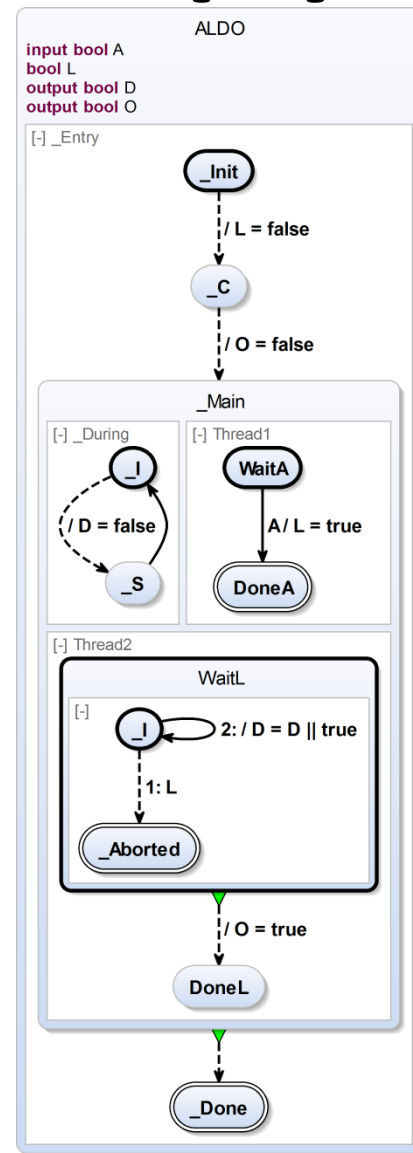 ALDO
input bool A
bool L
output bool D
output bool O
[-] _Entry
_Init
/ L = false
_C
/ O = false
_Main
[-] _During
_I
/ D = false
_S
[-] Thread1
WaitA
A / L = true
DoneA
[-] Thread2
WaitL
[-]
_I
2: / D = D || true
1: L
_Aborted
/ O = true
DoneL
_Done